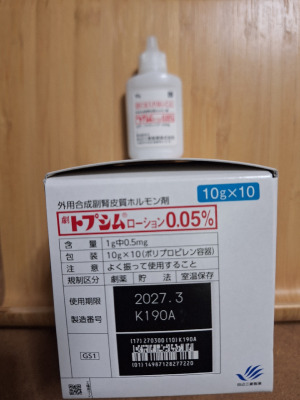 外用合成副腎皮質ホルモン剤
10g×10
劇 トプシム®ローション0.05%
含 量 1g中0.5mg
包 装 10g×10(ポリプロピレン容器)
注 意 よく振って使用すること
規制区分 劇薬 貯 法 室温保存
使用期限 2027.3
製造番号 K190A
(17)270300(10)K190A
GS1
(01)14987128277220